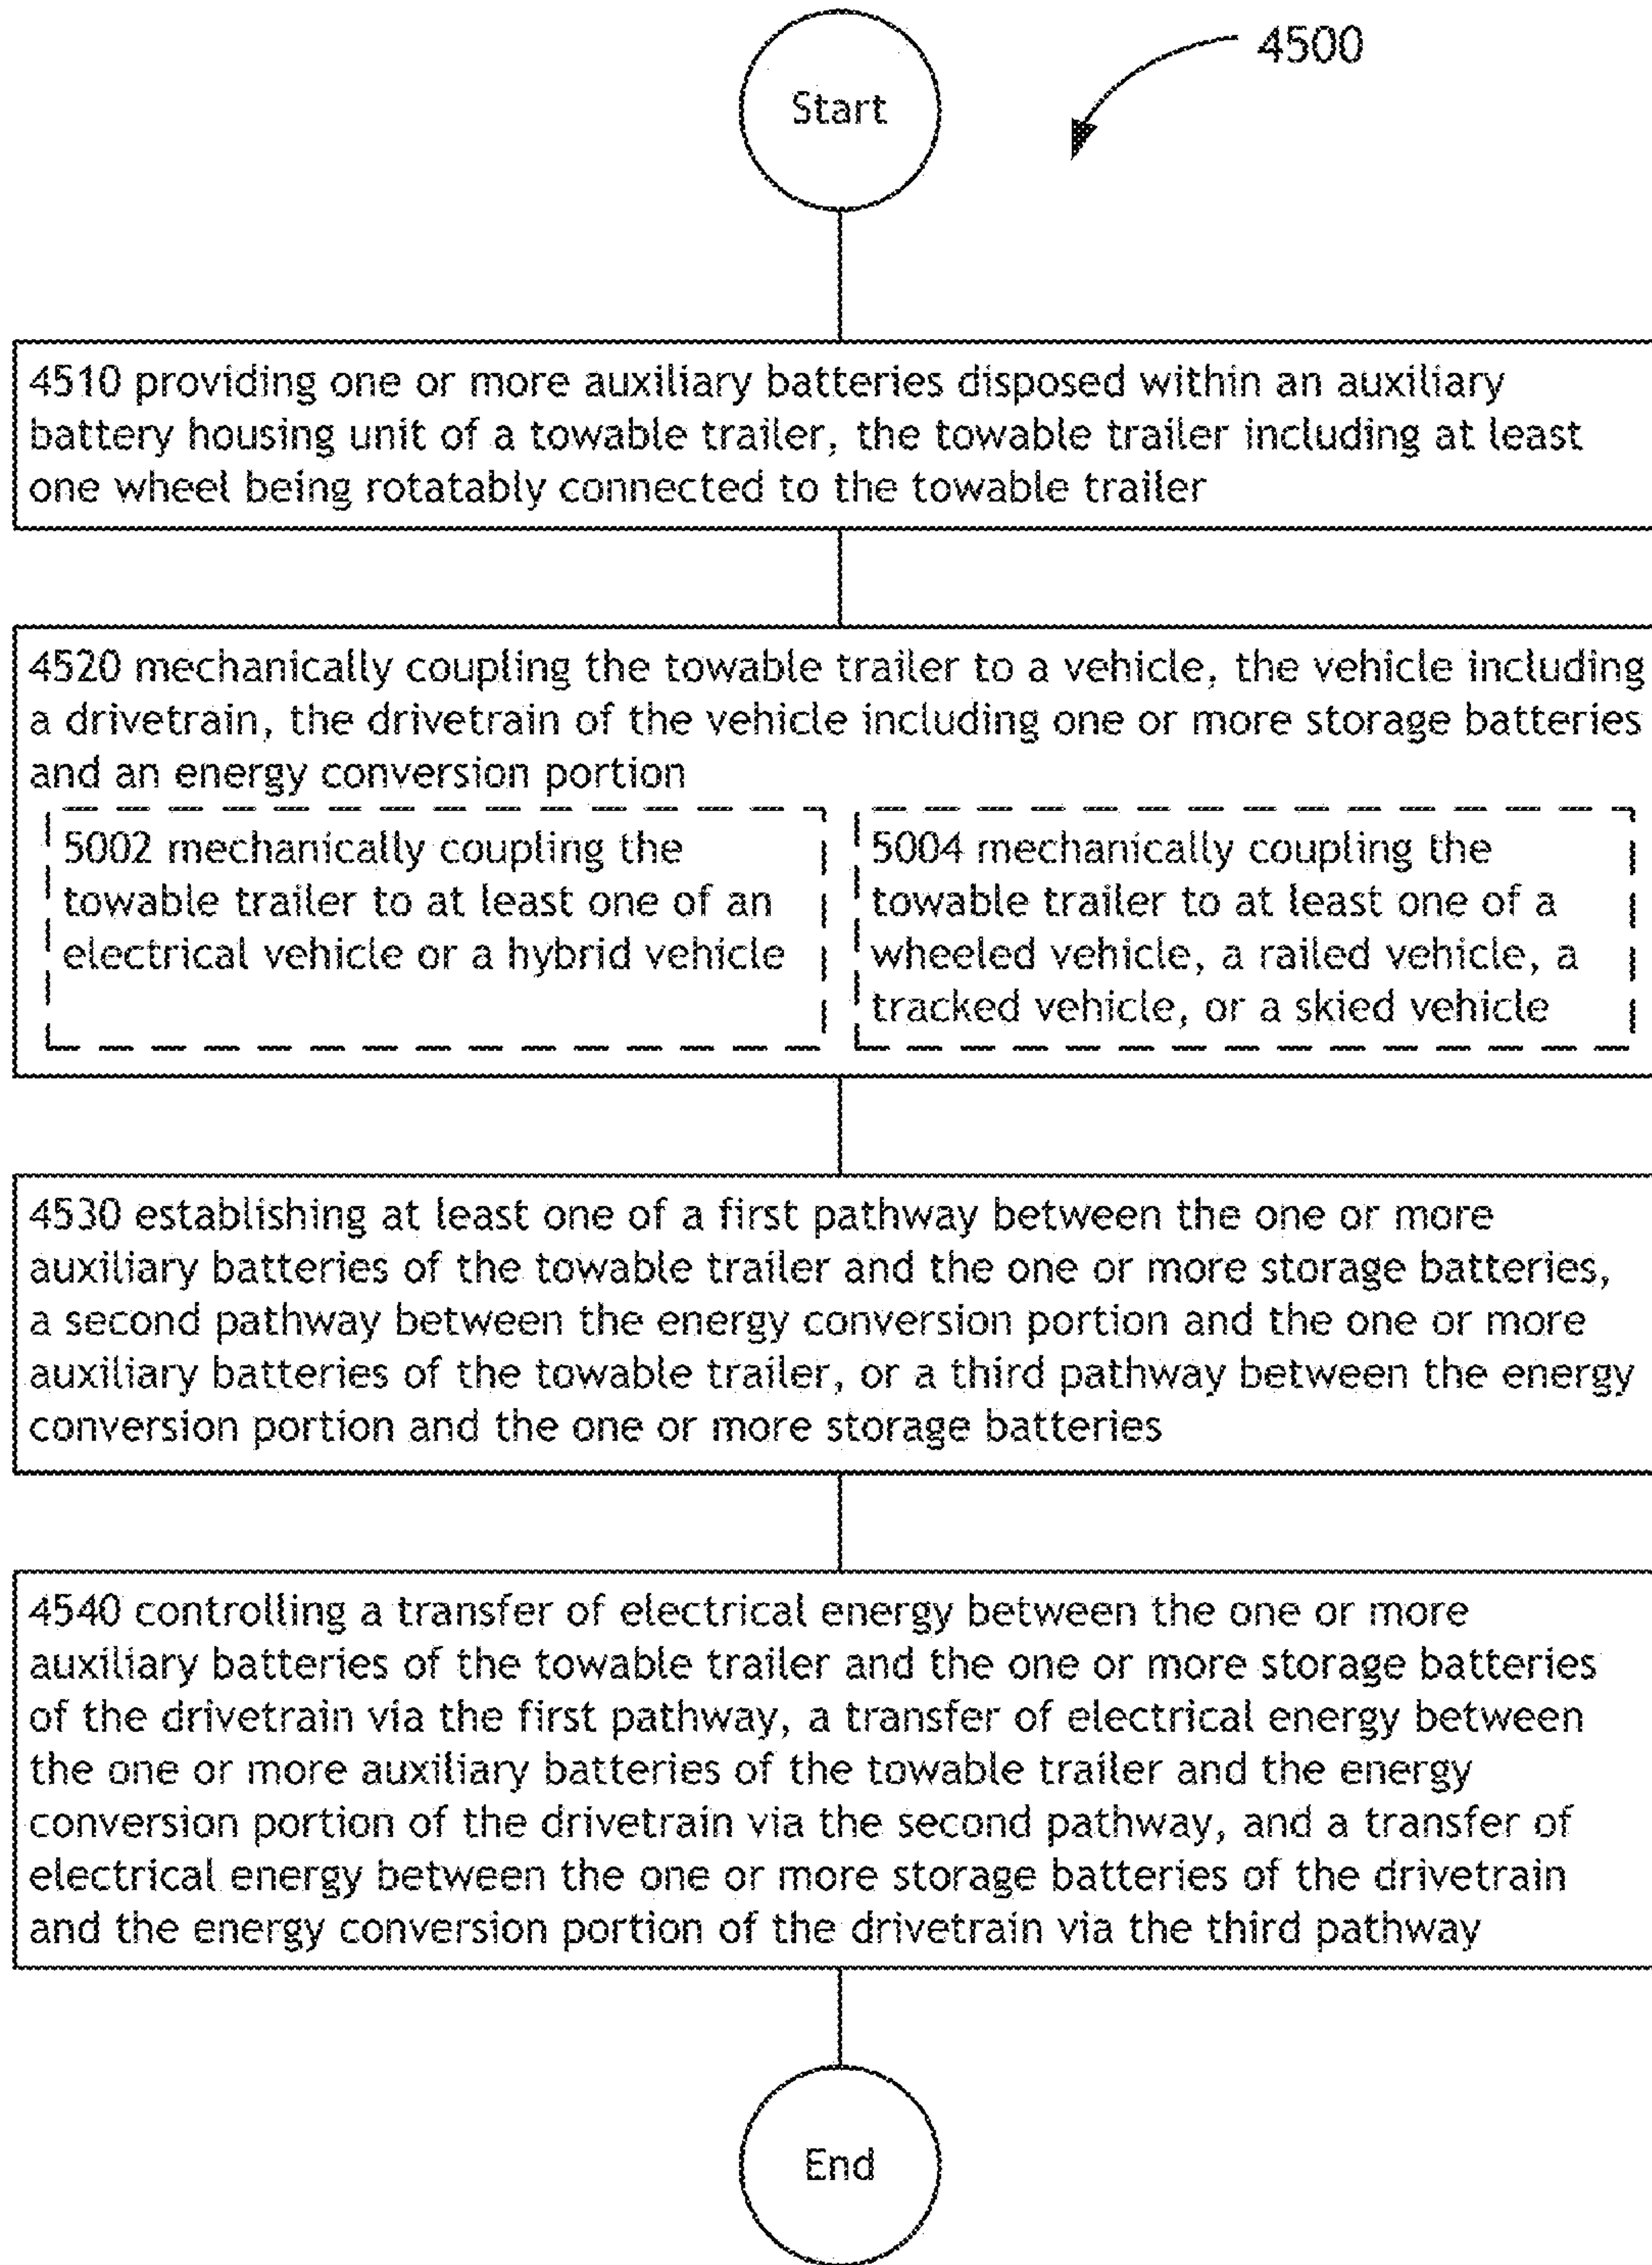 Start
4500
4510 providing one or more auxiliary batteries disposed within an auxiliary
battery housing unit of a towable trailer, the towable trailer including at least
one wheel being rotatably connected to the towable trailer
4520 mechanically coupling the towable trailer to a vehicle, the vehicle including
a drivetrain, the drivetrain of the vehicle including one or more storage batteries
and an energy conversion portion
5002 mechanically coupling the
towable trailer to at least one of an
electrical vehicle or a hybrid vehicle
5004 mechanically coupling the
towable trailer to at least one of a
wheeled vehicle, a railed vehicle, a
tracked vehicle, or a skied vehicle
4530 establishing at least one of a first pathway between the one or more
auxiliary batteries of the towable trailer and the one or more storage batteries,
a second pathway between the energy conversion portion and the one or more
auxiliary batteries of the towable trailer, or a third pathway between the energy
conversion portion and the one or more storage batteries
4540 controlling a transfer of electrical energy between the one or more
auxiliary batteries of the towable trailer and the one or more storage batteries
of the drivetrain via the first pathway, a transfer of electrical energy between
the one or more auxiliary batteries of the towable trailer and the energy
conversion portion of the drivetrain via the second pathway, and a transfer of
electrical energy between the one or more storage batteries of the drivetrain
and the energy conversion portion of the drivetrain via the third pathway
End